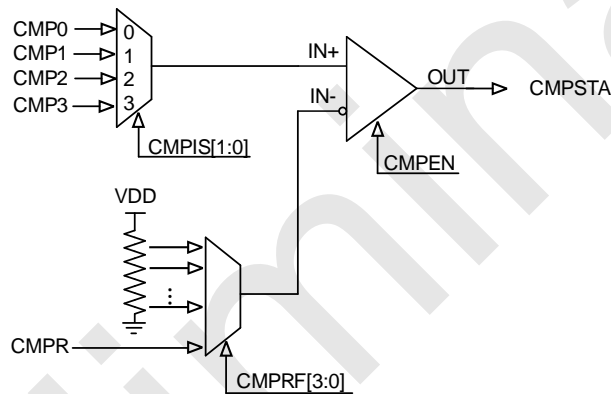 CMP0
0
CMP1
1
CMP2
2
CMP3
3
IN+
IN-
OUT
CMPSTA
CMPIS[1:0]
CMPEN
VDD
CMPR
CMPRF[3:0]